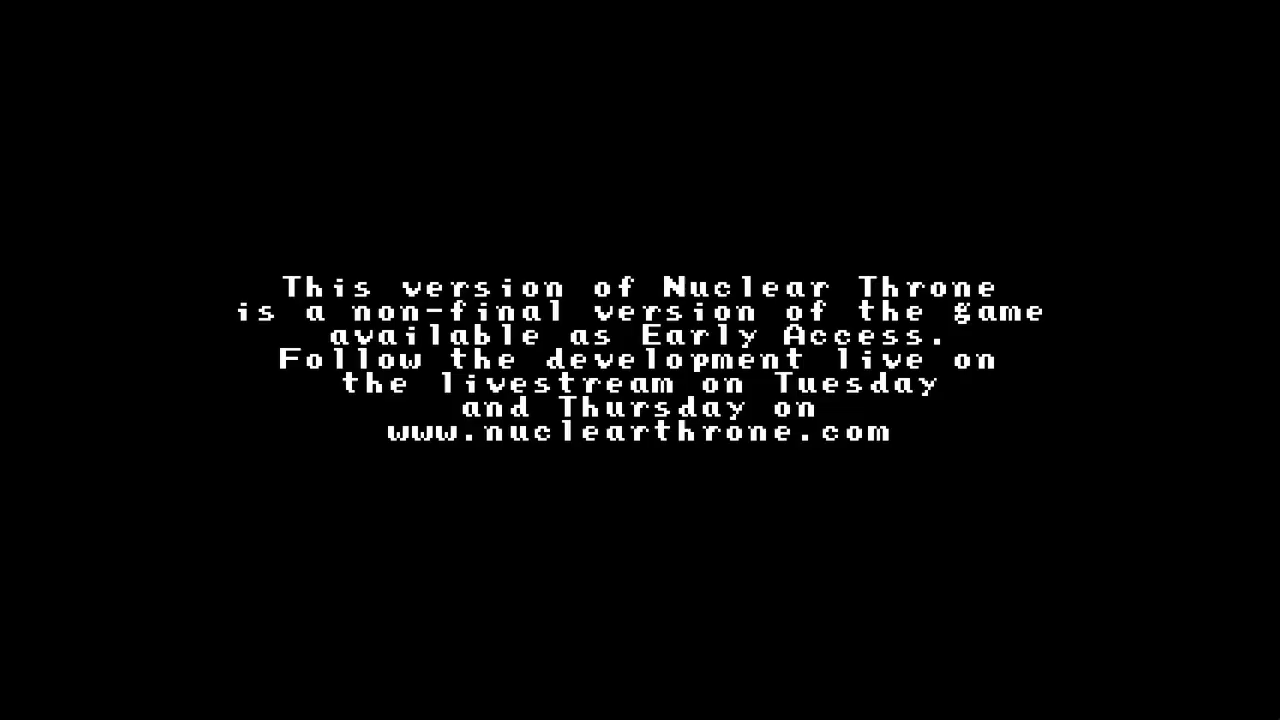 This version of Nuclear Throne
is a non-final version of the game
available as Early Access.
Follow the development live on
the livestream on Tuesday
and Thursday on
www.nuclearthrone.com